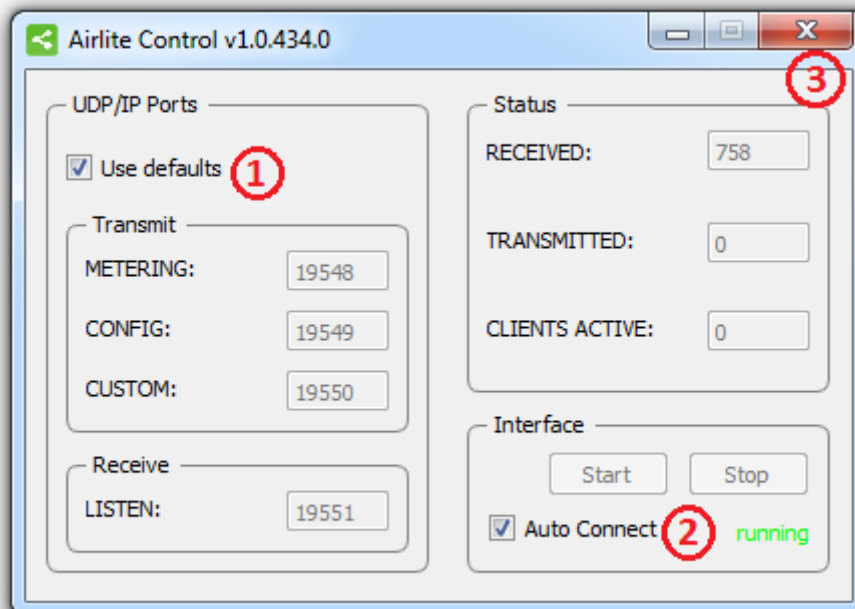 Airlite Control v1.0.434.0
3
UDP/IP Ports
Use defaults 1
Transmit
METERING: 19548
CONFIG: 19549
CUSTOM: 19550
Receive
LISTEN: 19551
Status
RECEIVED: 758
TRANSMITTED: 0
CLIENTS ACTIVE: 0
Interface
Start Stop
Auto Connect 2 running